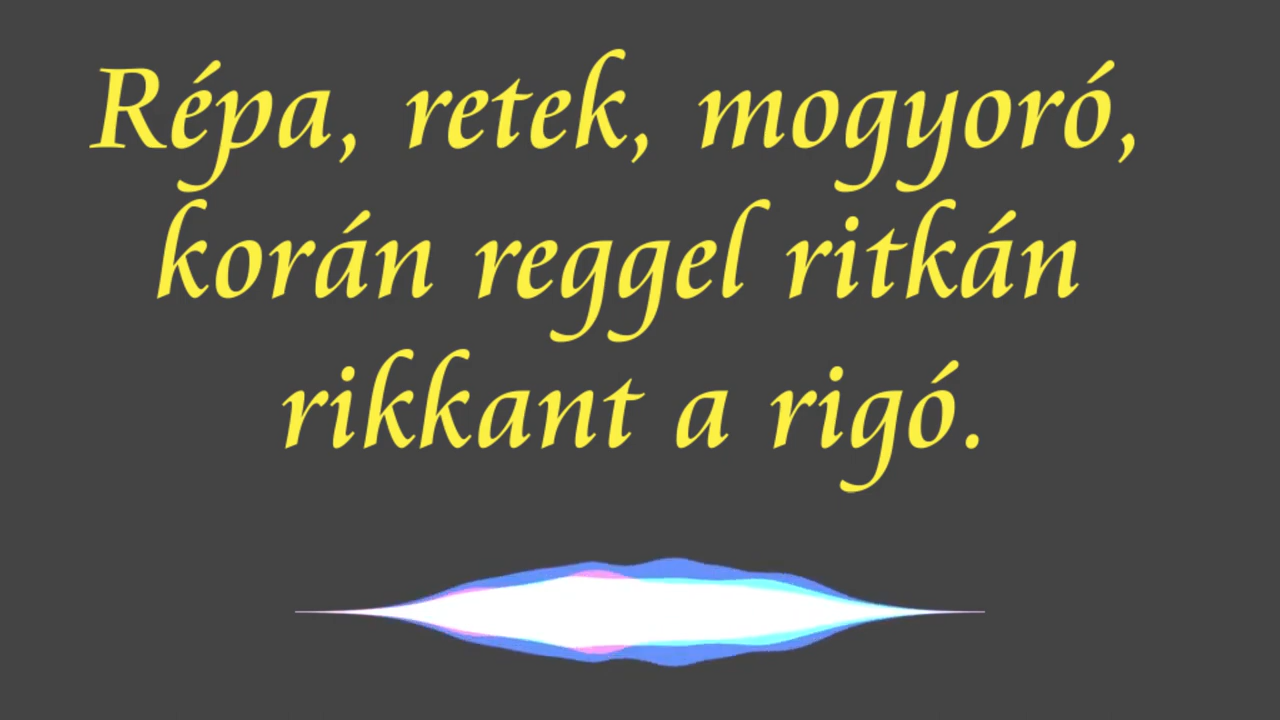 Répa, retek, mogyoró,
korán reggel ritkán
rikkant a rigó.